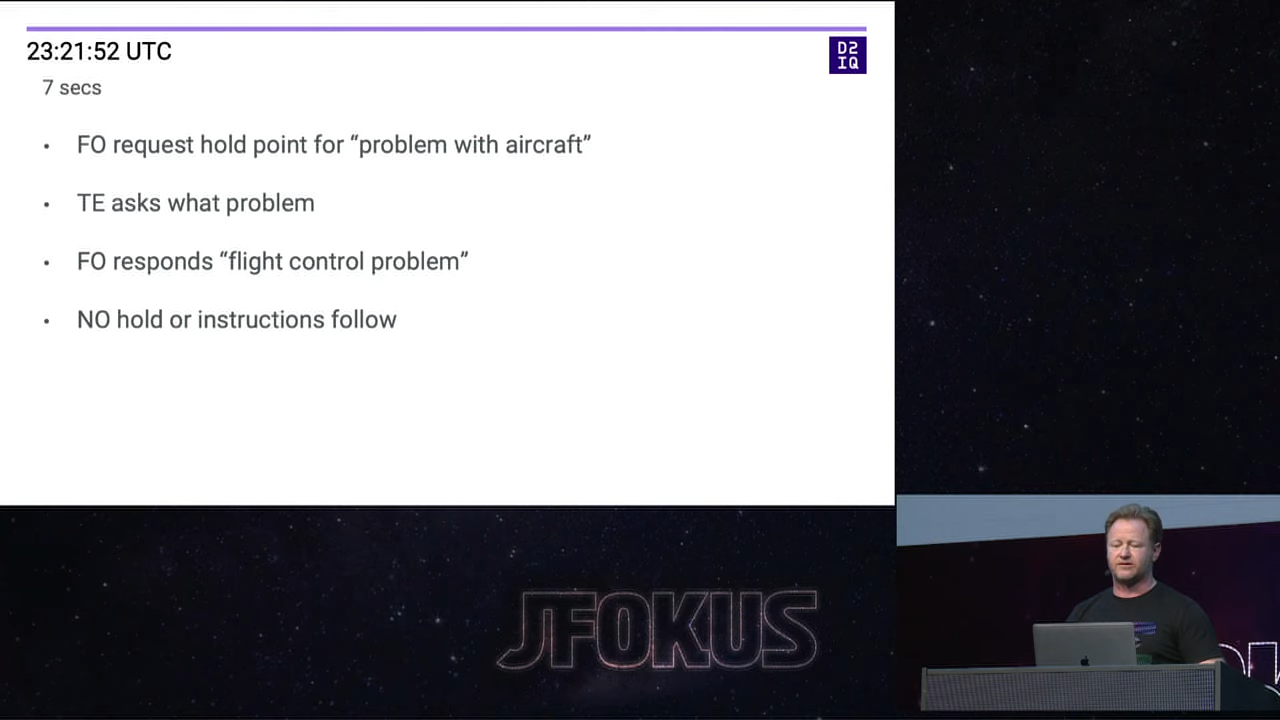 23:21:52 UTC
D2
IQ
7 secs
• FO request hold point for “problem with aircraft”
• TE asks what problem
• FO responds “flight control problem”
• NO hold or instructions follow
JFOKUS